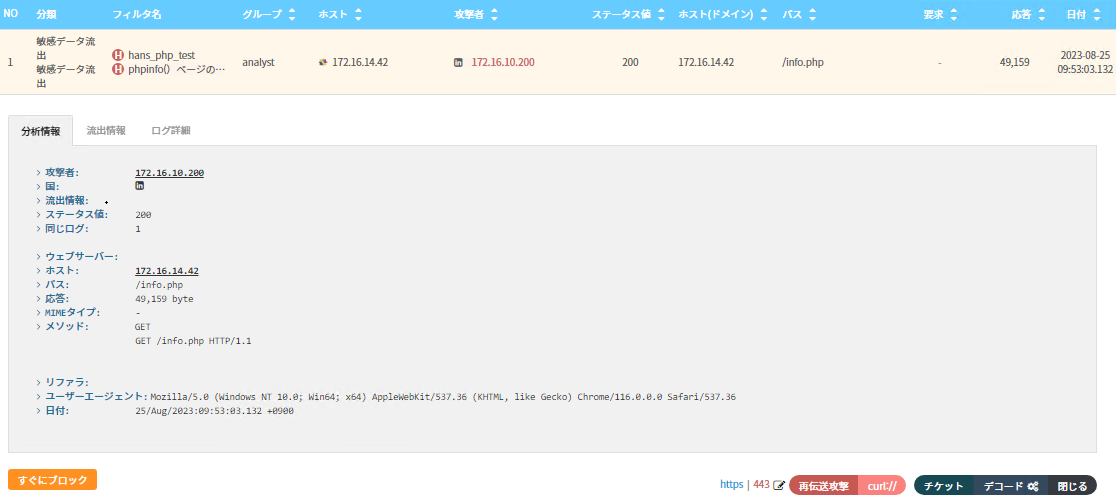 NO 分類 フィルタ名 グループ ホスト 攻撃者 ステータス値 ホスト(ドメイン) パス 要求 応答 日付
1 敏感データ流出 敏感データ流出 H hans_php_test H phpinfo() ページの… analyst 172.16.14.42 in 172.16.10.200 200 172.16.14.42 /info.php - 49,159 2023-08-25 09:53:03.132
分析情報 流出情報 ログ詳細
> 攻撃者: 172.16.10.200
> 国: in
> 流出情報:
> ステータス値: 200
> 同じログ: 1
> ウェブサーバー:
> ホスト: 172.16.14.42
> パス: /info.php
> 応答: 49,159 byte
> MIMEタイプ: -
> メソッド: GET
GET /info.php HTTP/1.1
> リファラ:
> ユーザーエージェント: Mozilla/5.0 (Windows NT 10.0; Win64; x64) AppleWebKit/537.36 (KHTML, like Gecko) Chrome/116.0.0.0 Safari/537.36
> 日付: 25/Aug/2023:09:53:03.132 +0900
すぐにブロック https | 443 再伝送攻撃 curl:// チケット デコード 閉じる